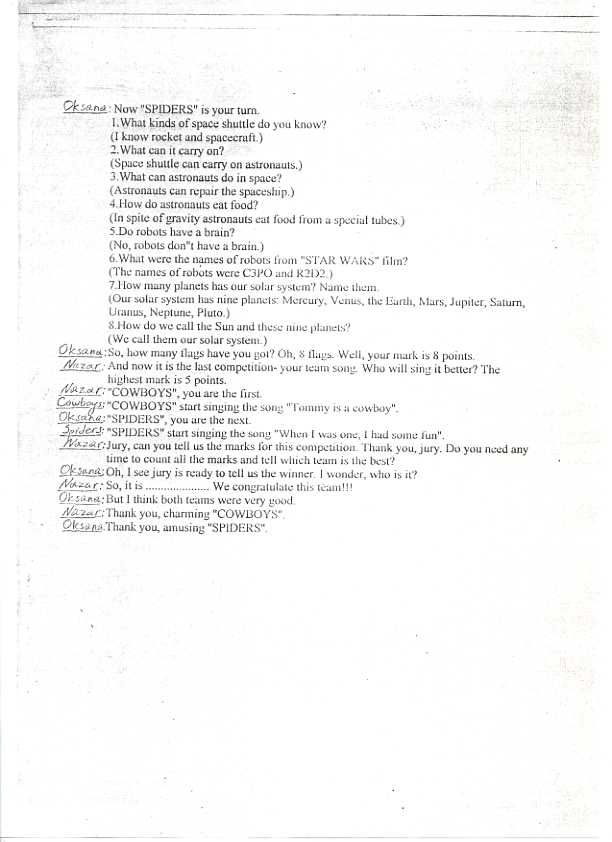 Oksana: Now "SPIDERS" is your turn.
1.What kinds of space shuttle do you know?
(I know rocket and spacecraft.)
2.What can it carry on?
(Space shuttle can carry on astronauts.)
3.What can astronauts do in space?
(Astronauts can repair the spaceship.)
4.How do astronauts eat food?
(In spite of gravity astronauts eat food from a special tubes.)
5.Do robots have a brain?
(No, robots don"t have a brain.)
6.What were the names of robots from "STAR WARS" film?
(The names of robots were C3PO and R2D2.)
7.How many planets has our solar system? Name them.
(Our solar system has nine planets: Mercury, Venus, the Earth, Mars, Jupiter, Saturn,
Uranus, Neptune, Pluto.)
8.How do we call the Sun and these nine planets?
(We call them our solar system.)
Oksana: So, how many flags have you got? Oh, 8 flags. Well, your mark is 8 points.
Nazar: And now it is the last competition- your team song. Who will sing it better? The
highest mark is 5 points.
Nazar: "COWBOYS", you are the first.
Cowboys: "COWBOYS" start singing the song "Tommy is a cowboy".
Oksana: "SPIDERS", you are the next.
Spiders: "SPIDERS" start singing the song "When I was one, I had some fun".
Nazar: Jury, can you tell us the marks for this competition. Thank you, jury. Do you need any
time to count all the marks and tell which team is the best?
Oksana: Oh, I see jury is ready to tell us the winner. I wonder, who is it?
Nazar: So, it is ..................... We congratulate this team!!!
Oksana: But I think both teams were very good.
Nazar: Thank you, charming "COWBOYS".
Oksana: Thank you, amusing "SPIDERS".